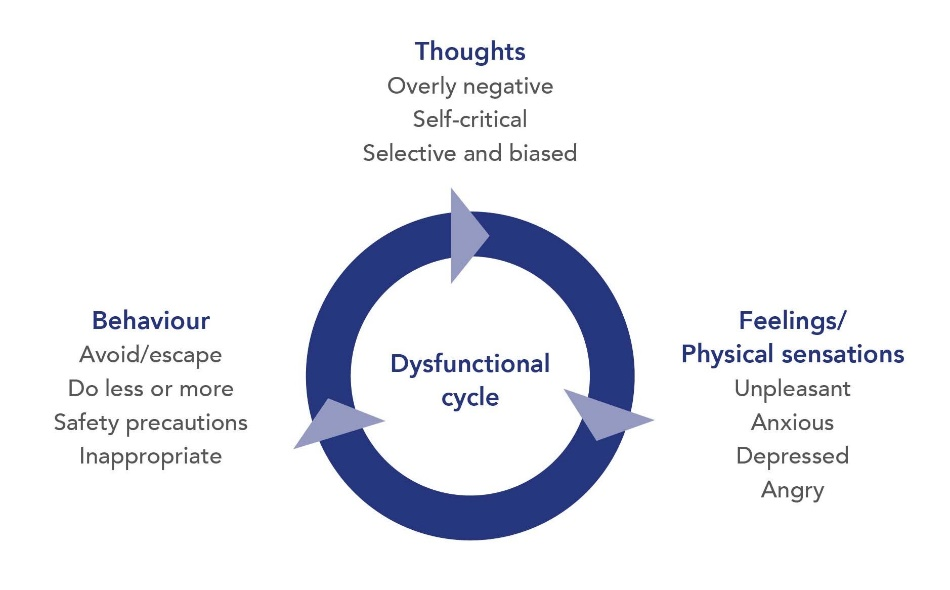 Thoughts
Overly negative
Self-critical
Selective and biased
Behaviour
Avoid/escape
Do less or more
Safety precautions
Inappropriate
Dysfunctional
cycle
Feelings/
Physical sensations
Unpleasant
Anxious
Depressed
Angry